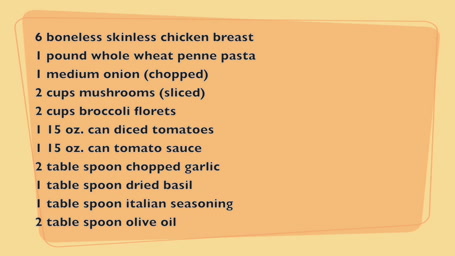 6 boneless skinless chicken breast
1 pound whole wheat penne pasta
1 medium onion (chopped)
2 cups mushrooms (sliced)
2 cups broccoli florets
1 15 oz. can diced tomatoes
1 15 oz. can tomato sauce
2 table spoon chopped garlic
1 table spoon dried basil
1 table spoon italian seasoning
2 table spoon olive oil